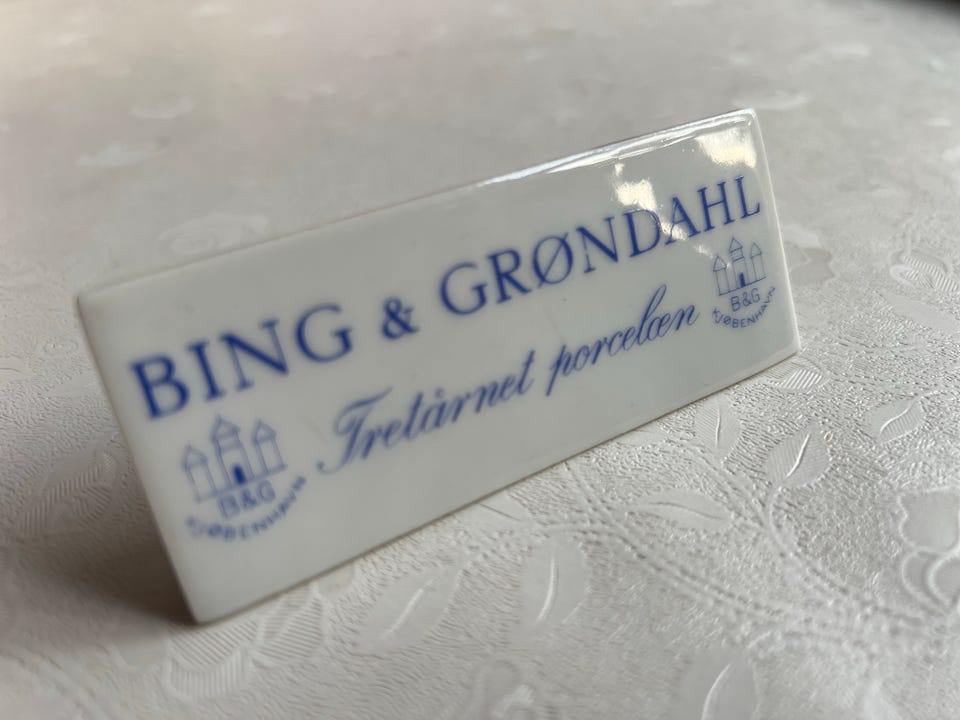 BING & GRØNDAHL
Tretårnet porcelæn
B&G
KJØBENHAVN
B&G
KJØBENHAVN